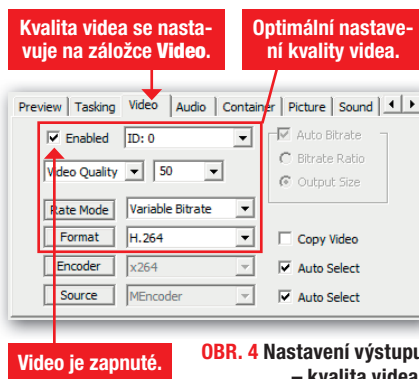 Kvalita videa se nasta-
vuje na záložce Video.
Optimální nastave-
ní kvality videa.
Preview Tasking Video Audio Container Picture Sound
Enabled ID: 0 Auto Bitrate
Bitrate Ratio
Video Quality 50 Output Size
Rate Mode Variable Bitrate
Format H.264 Copy Video
Encoder x264 Auto Select
Source MEncoder Auto Select
Video je zapnuté.
OBR. 4 Nastavení výstupu
– kvalita videa